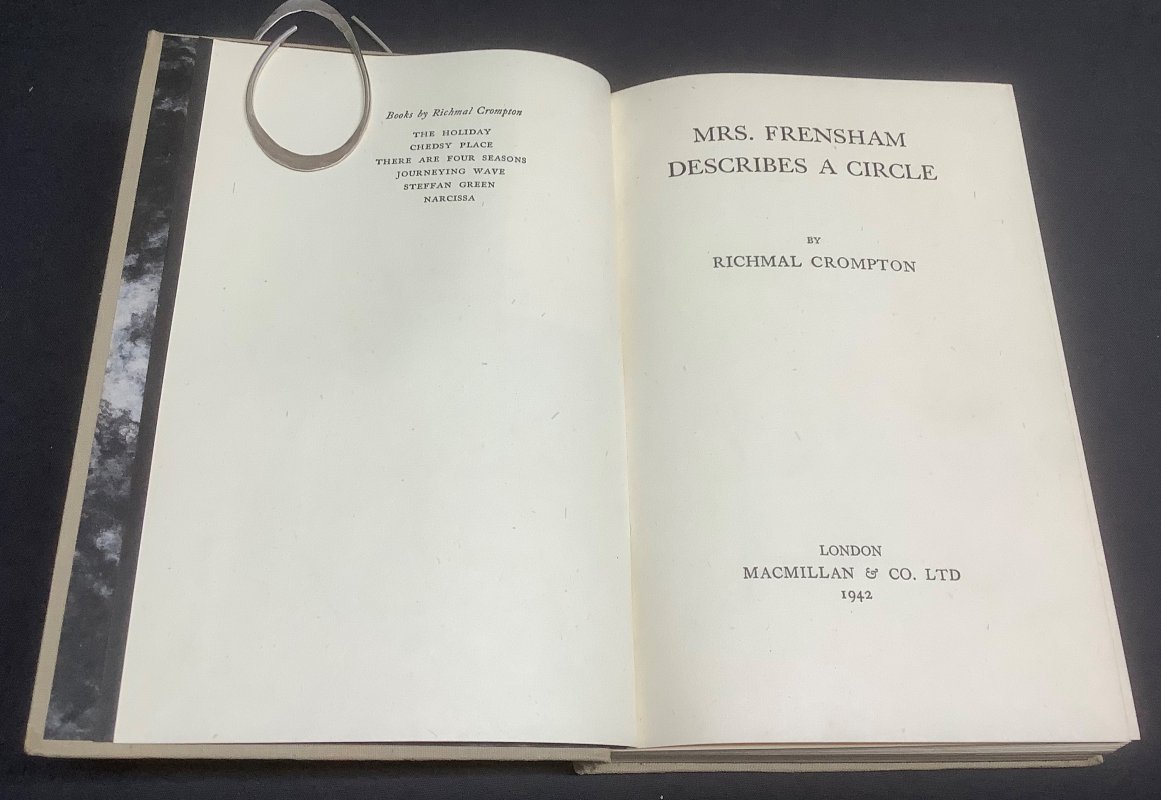 Books by Richmal Crompton
THE HOLIDAY
CHEDSY PLACE
THERE ARE FOUR SEASONS
JOURNEYING WAVE
STEFFAN GREEN
NARCISSA
MRS. FRENSHAM
DESCRIBES A CIRCLE
BY
RICHMAL CROMPTON
LONDON
MACMILLAN & CO. LTD
1942